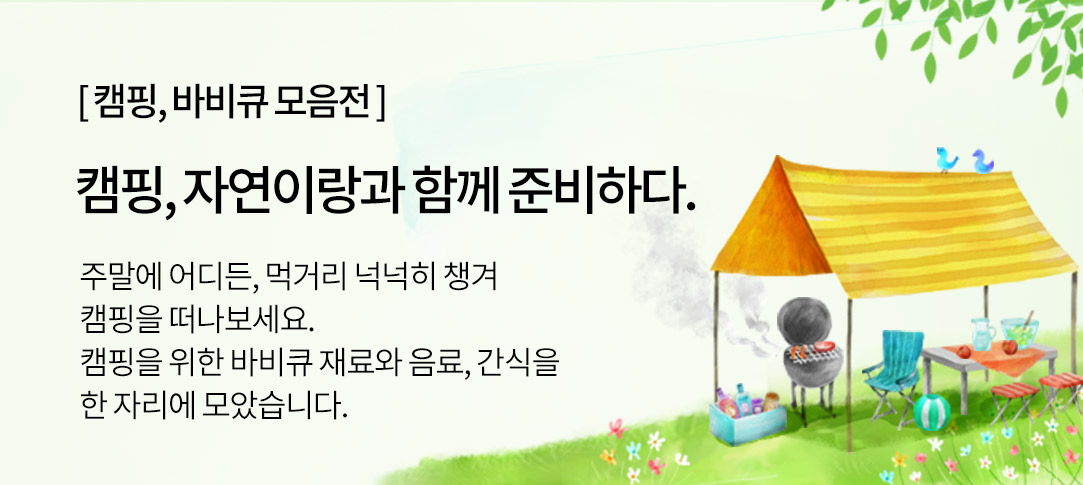 [ 캠핑, 바비큐 모음전 ]
캠핑, 자연이랑과 함께 준비하다.
주말에 어디든, 먹거리 넉넉히 챙겨
캠핑을 떠나보세요.
캠핑을 위한 바비큐 재료와 음료, 간식을
한 자리에 모았습니다.